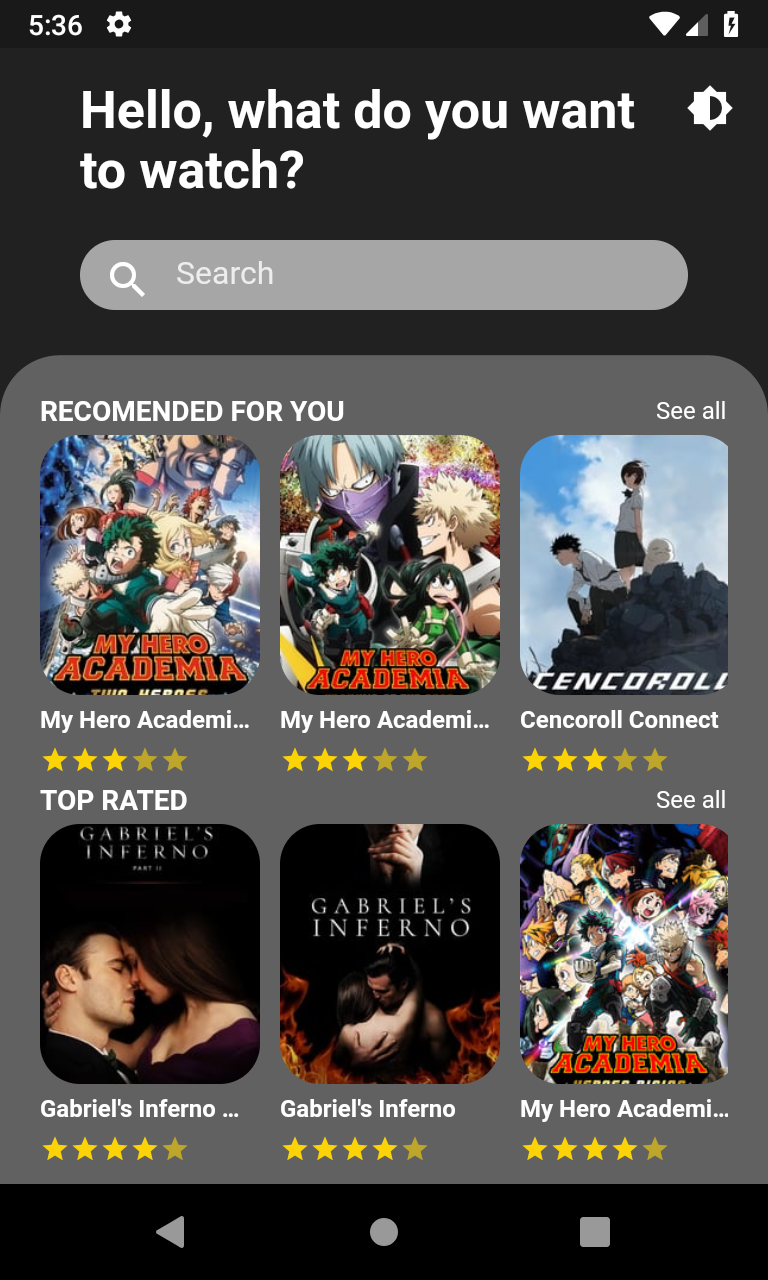 5:36
Hello, what do you want
to watch?
Search
RECOMENDED FOR YOU
See all
MY HERO
ACADEMIA
TWO HEROES
MY HERO
ACADEMIA
CENCOROLL
My Hero Academi...
My Hero Academi...
Cencoroll Connect
TOP RATED
See all
GABRIEL'S
INFERNO
PART II
GABRIEL'S
INFERNO
MY HERO
ACADEMIA
HEROES RISING
Gabriel's Inferno ...
Gabriel's Inferno
My Hero Academi...